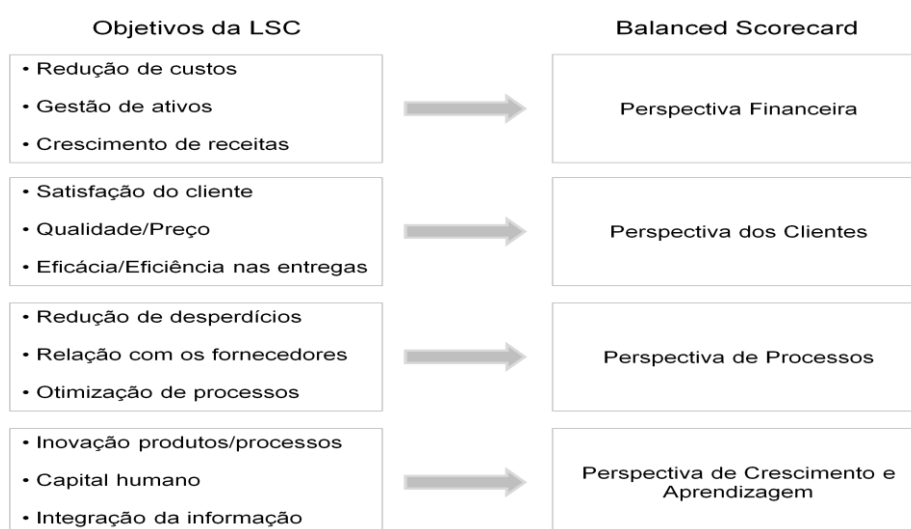 Objetivos da LSC
Balanced Scorecard
• Redução de custos
• Gestão de ativos
• Crescimento de receitas
Perspectiva Financeira
• Satisfação do cliente
• Qualidade/Preço
• Eficácia/Eficiência nas entregas
Perspectiva dos Clientes
• Redução de desperdícios
• Relação com os fornecedores
• Otimização de processos
Perspectiva de Processos
• Inovação produtos/processos
• Capital humano
• Integração da informação
Perspectiva de Crescimento e
Aprendizagem